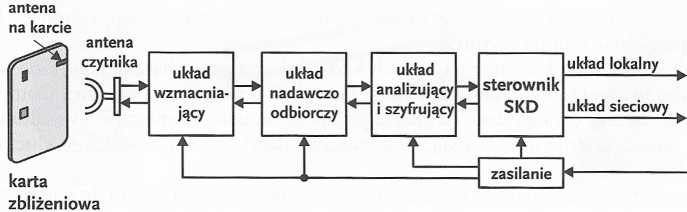 antena
na karcie
antena
czytnika
układ
wzmacnia-
jący
układ
nadawczo
odbiorczy
układ
analizujący
i szyfrujący
sterownik
SKD
układ lokalny
układ sieciowy
zasilanie
karta
zbliżeniowa